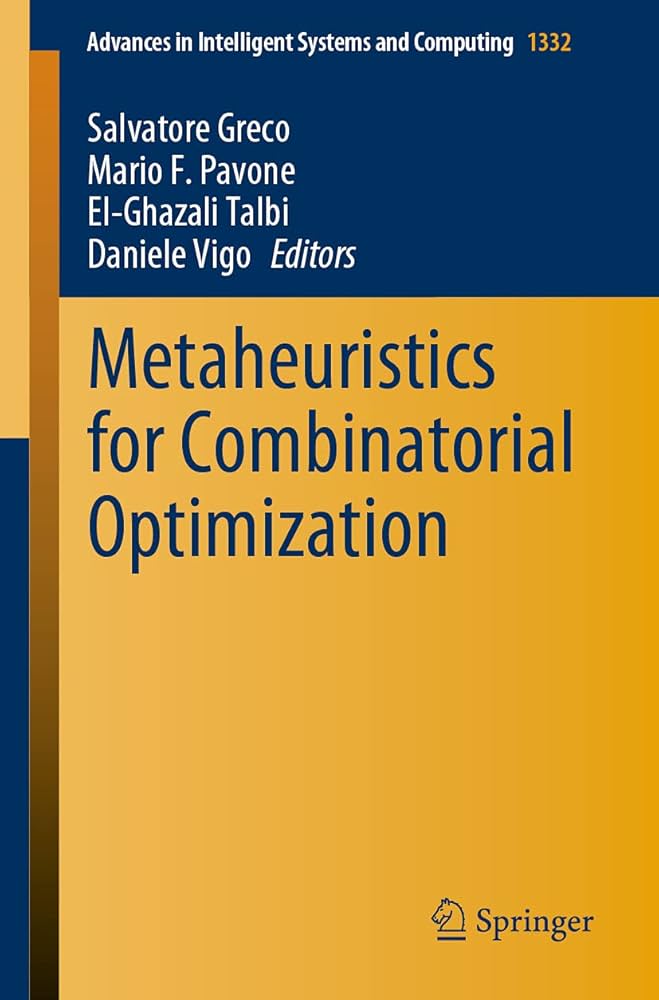 Advances in Intelligent Systems and Computing 1332
Salvatore Greco
Mario F. Pavone
El-Ghazali Talbi
Daniele Vigo Editors
Metaheuristics
for Combinatorial
Optimization
Springer